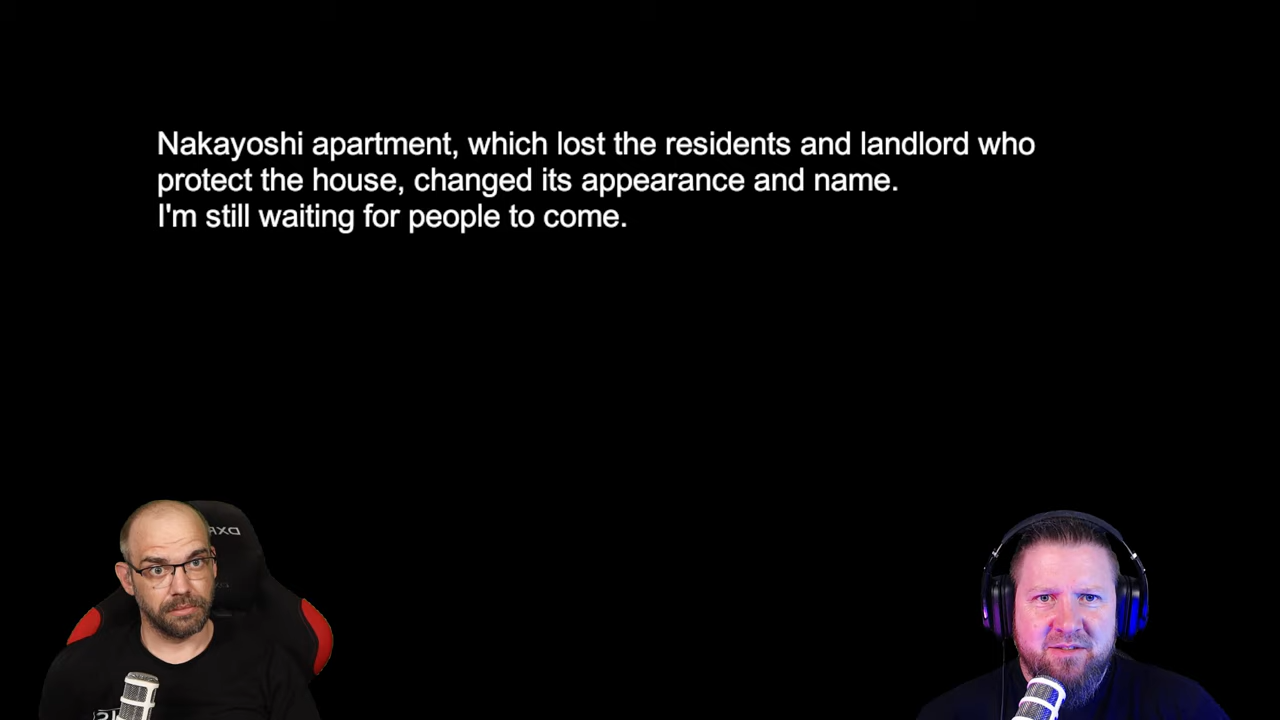 Nakayoshi apartment, which lost the residents and landlord who
protect the house, changed its appearance and name.
I'm still waiting for people to come.